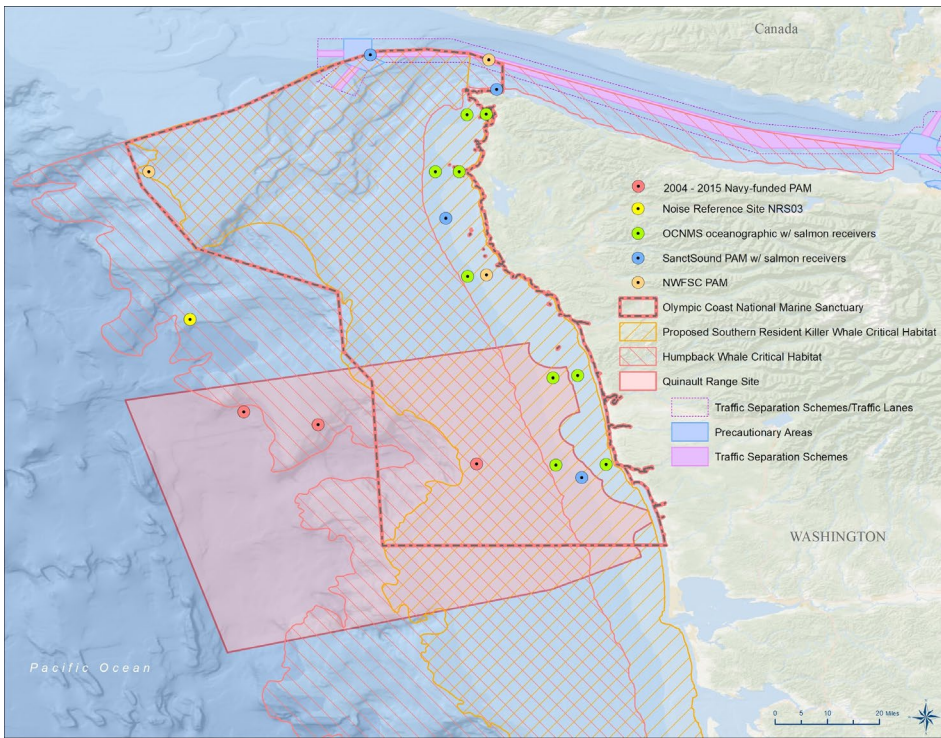 Canada
2004 - 2015 Navy-funded PAM
Noise Reference Site NRS03
OCNMS oceanographic w/ salmon receivers
SanctSound PAM w/ salmon receivers
NWFSC PAM
Olympic Coast National Marine Sanctuary
Proposed Southern Resident Killer Whale Critical Habitat
Humpback Whale Critical Habitat
Quinault Range Site
Traffic Separation Schemes/Traffic Lanes
Precautionary Areas
Traffic Separation Schemes
WASHINGTON
Pacific Ocean
0 5 10 20 Miles